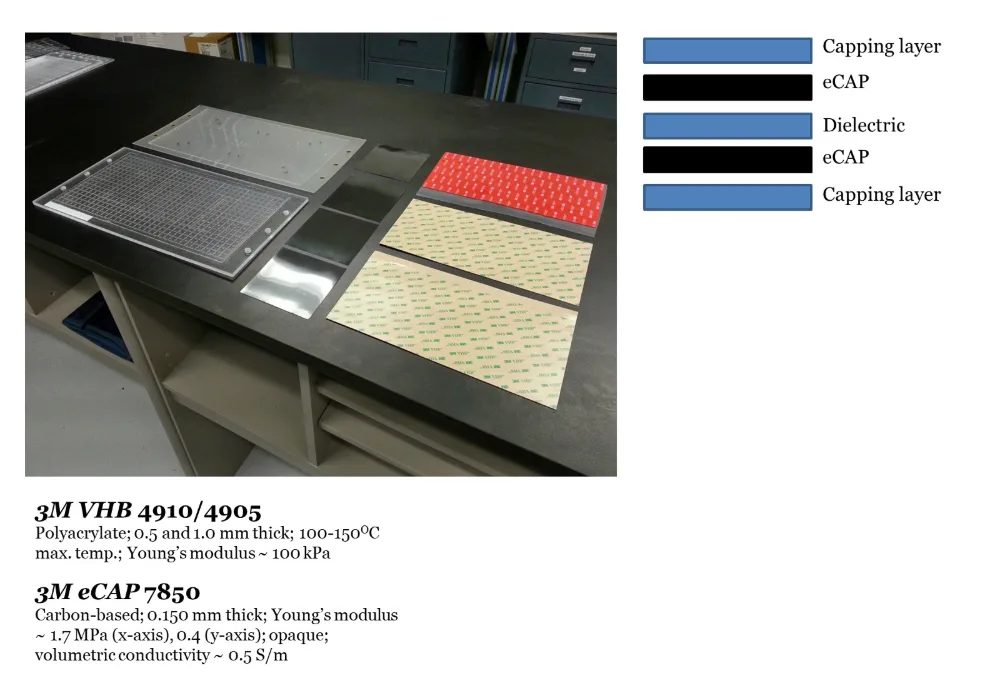 Capping layer
eCAP
Dielectric
eCAP
Capping layer
3M VHB 4910/4905
Polyacrylate; 0.5 and 1.0 mm thick; 100-150°C
max. temp.; Young's modulus ~ 100 kPa
3M eCAP 7850
Carbon-based; 0.150 mm thick; Young's modulus
~ 1.7 MPa (x-axis), 0.4 (y-axis); opaque;
volumetric conductivity ~ 0.5 S/m